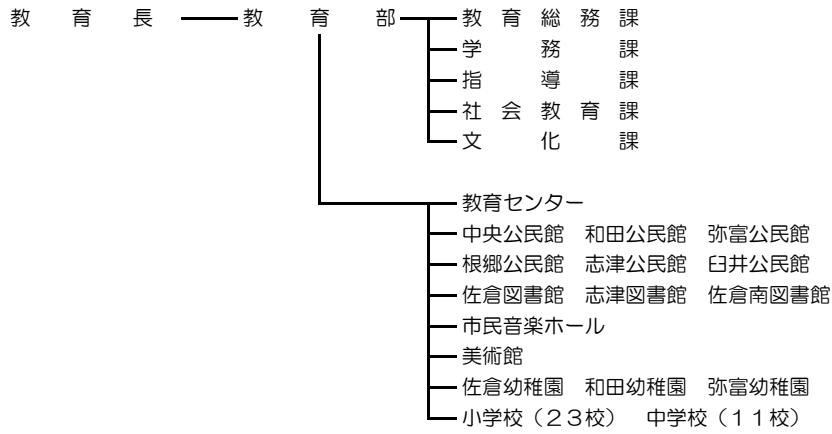 教育長 教育部 教育総務課
学務課
指導課
社会教育課
文化課
教育センター
中央公民館 和田公民館 弥富公民館
根郷公民館 志津公民館 臼井公民館
佐倉図書館 志津図書館 佐倉南図書館
市民音楽ホール
美術館
佐倉幼稚園 和田幼稚園 弥富幼稚園
小学校（２３校） 中学校（１１校）